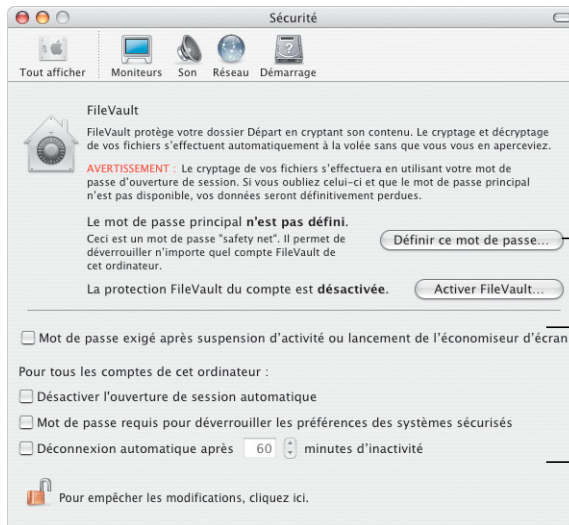 Sécurité
Tout afficher Moniteurs Son Réseau Démarrage
FileVault
FileVault protège votre dossier Départ en cryptant son contenu. Le cryptage et décryptage
de vos fichiers s'effectuent automatiquement à la volée sans que vous vous en aperceviez.
AVERTISSEMENT : Le cryptage de vos fichiers s'effectuera en utilisant votre mot de
passe d'ouverture de session. Si vous oubliez celui-ci et que le mot de passe principal
n'est pas disponible, vos données seront définitivement perdues.
Le mot de passe principal n'est pas défini.
Ceci est un mot de passe "safety net". Il permet de
déverrouiller n'importe quel compte FileVault de
cet ordinateur.
Définir ce mot de passe...
La protection FileVault du compte est désactivée.
Activer FileVault...
Mot de passe exigé après suspension d'activité ou lancement de l'économiseur d'écran
Pour tous les comptes de cet ordinateur :
Désactiver l'ouverture de session automatique
Mot de passe requis pour déverrouiller les préférences des systèmes sécurisés
Déconnexion automatique après 60 minutes d'inactivité
Pour empêcher les modifications, cliquez ici.